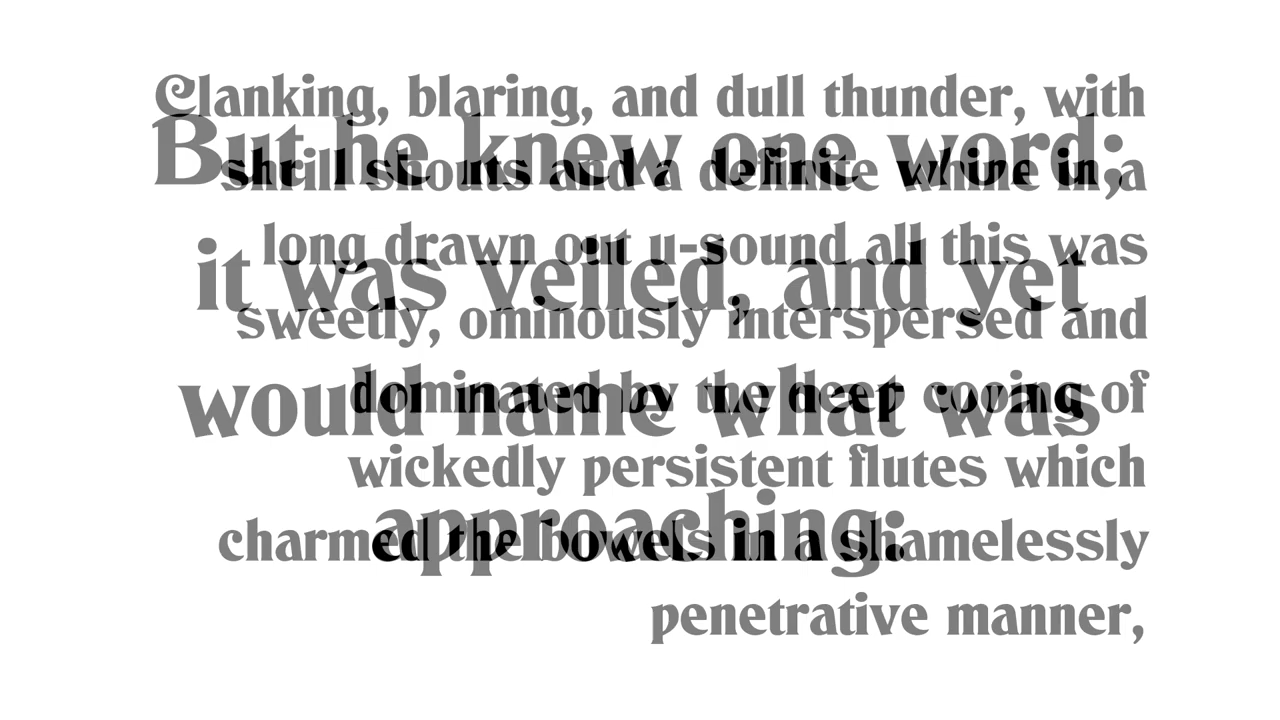 Clanking, blaring, and dull thunder, with
shrill shouts and a definite whine in a
long drawn out u-sound all this was
sweetly, ominously interspersed and
dominated by the deep cooing of
wickedly persistent flutes which
charmed the bowels in a shamelessly
penetrative manner,
But he knew one word;
it was veiled, and yet
would name what was
approaching: